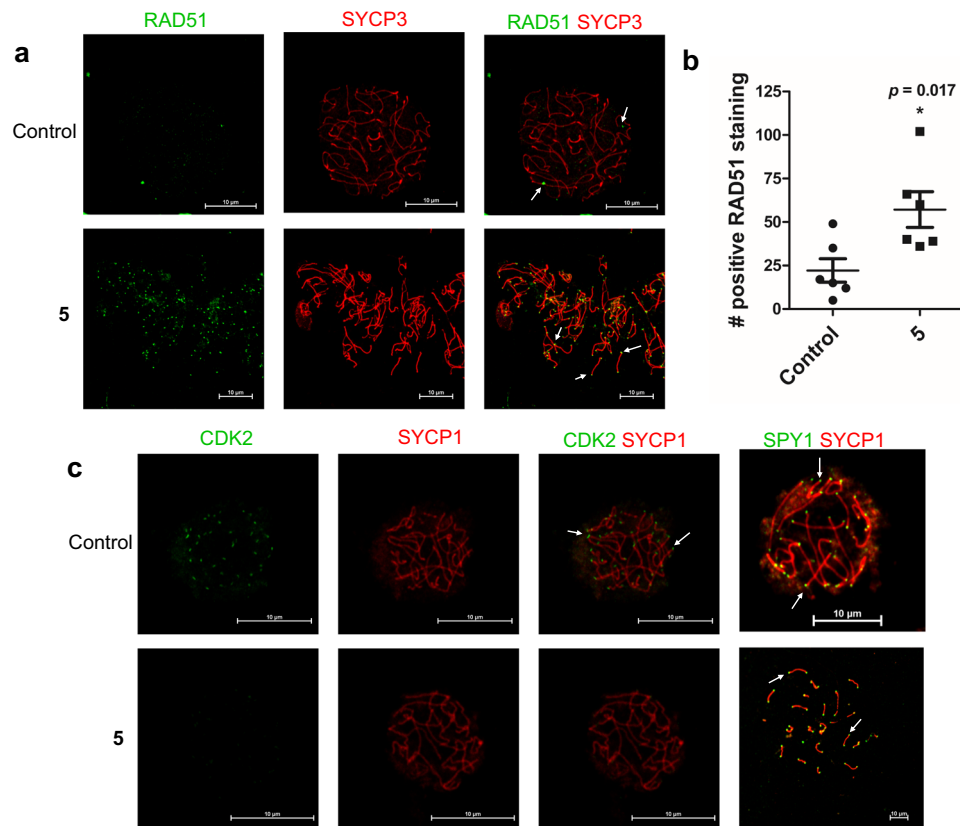 RAD51 SYCP3 RAD51 SYCP3
a
b
Control
10 µm 10 µm 10 µm
5
10 µm 10 µm 10 µm
# positive RAD51 staining
125
100
75
50
25
0
p = 0.017
*
Control 5
CDK2 SYCP1 CDK2 SYCP1 SPY1 SYCP1
c
Control
10 µm 10 µm 10 µm 10 µm
5
10 µm 10 µm 10 µm 10 µm